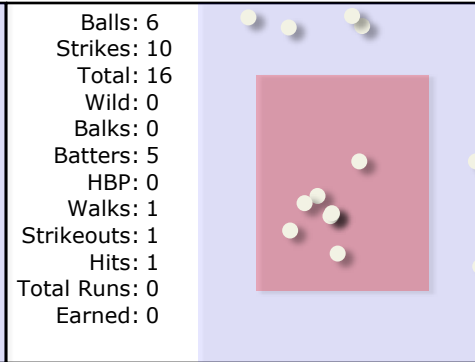 Balls: 6
Strikes: 10
Total: 16
Wild: 0
Balks: 0
Batters: 5
HBP: 0
Walks: 1
Strikeouts: 1
Hits: 1
Total Runs: 0
Earned: 0